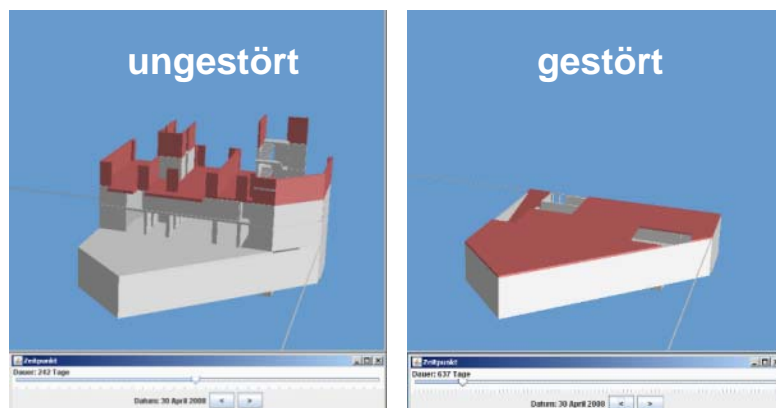 ungestört
gestört
Zeitpunkt
Dauer: 242 Tage
Datum: 30 April 2008 < >
Zeitpunkt
Dauer: 637 Tage
Datum: 30 April 2008 < >